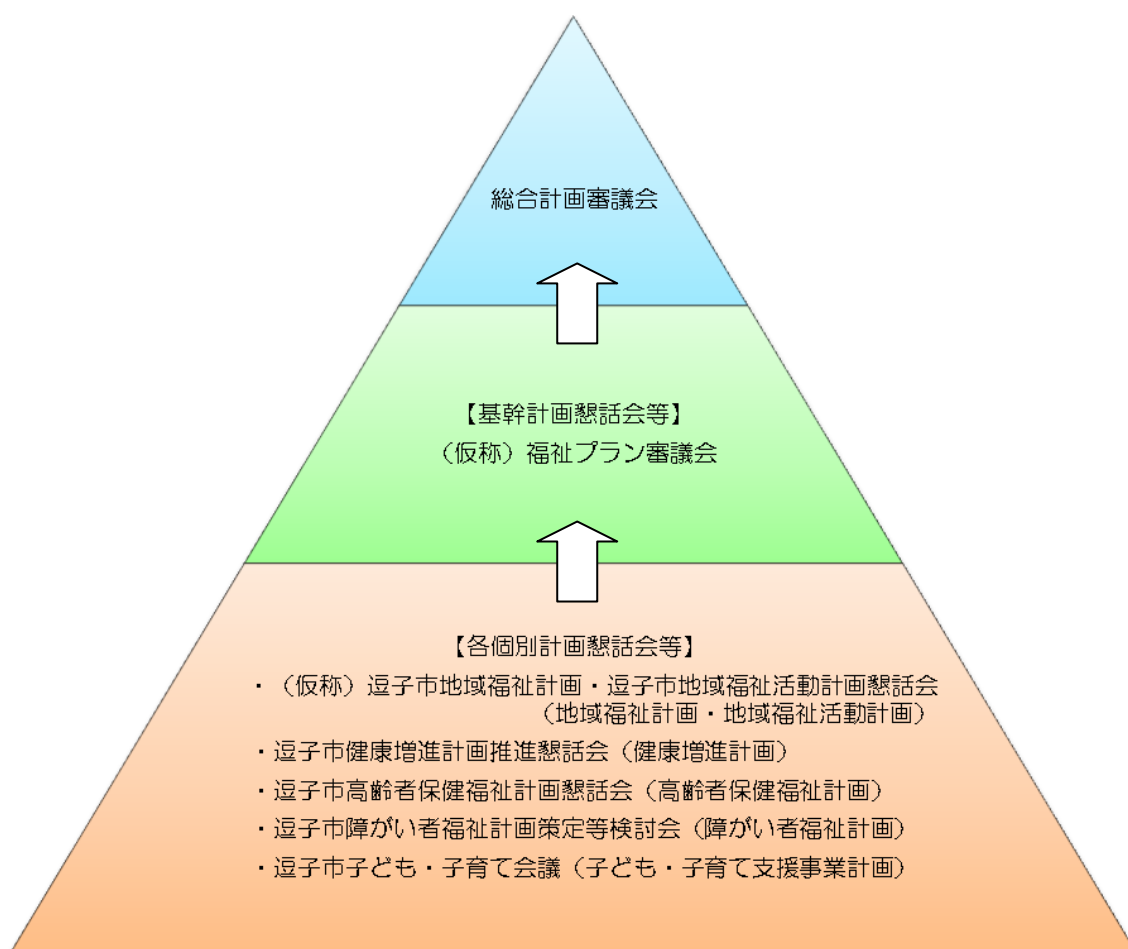 総合計画審議会
【基幹計画懇話会等】
（仮称）福祉プラン審議会
【各個別計画懇話会等】
・（仮称）逗子市地域福祉計画・逗子市地域福祉活動計画懇話会
（地域福祉計画・地域福祉活動計画）
・逗子市健康増進計画推進懇話会（健康増進計画）
・逗子市高齢者保健福祉計画懇話会（高齢者保健福祉計画）
・逗子市障がい者福祉計画策定等検討会（障がい者福祉計画）
・逗子市子ども・子育て会議（子ども・子育て支援事業計画）